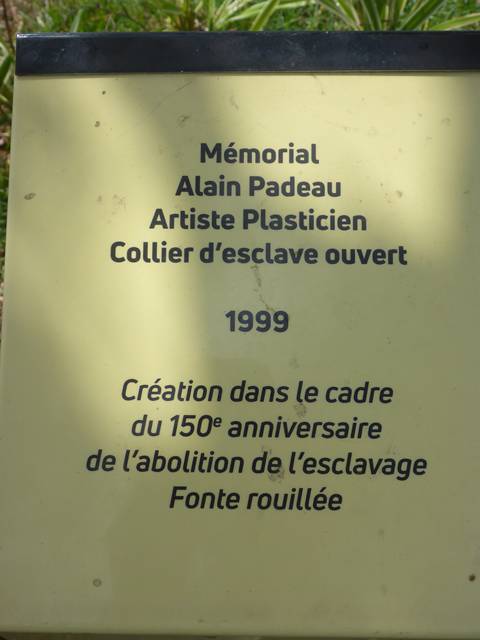 Mémorial
Alain Padeau
Artiste Plasticien
Collier d'esclave ouvert
1999
Création dans le cadre
du 150e anniversaire
de l'abolition de l'esclavage
Fonte rouillée